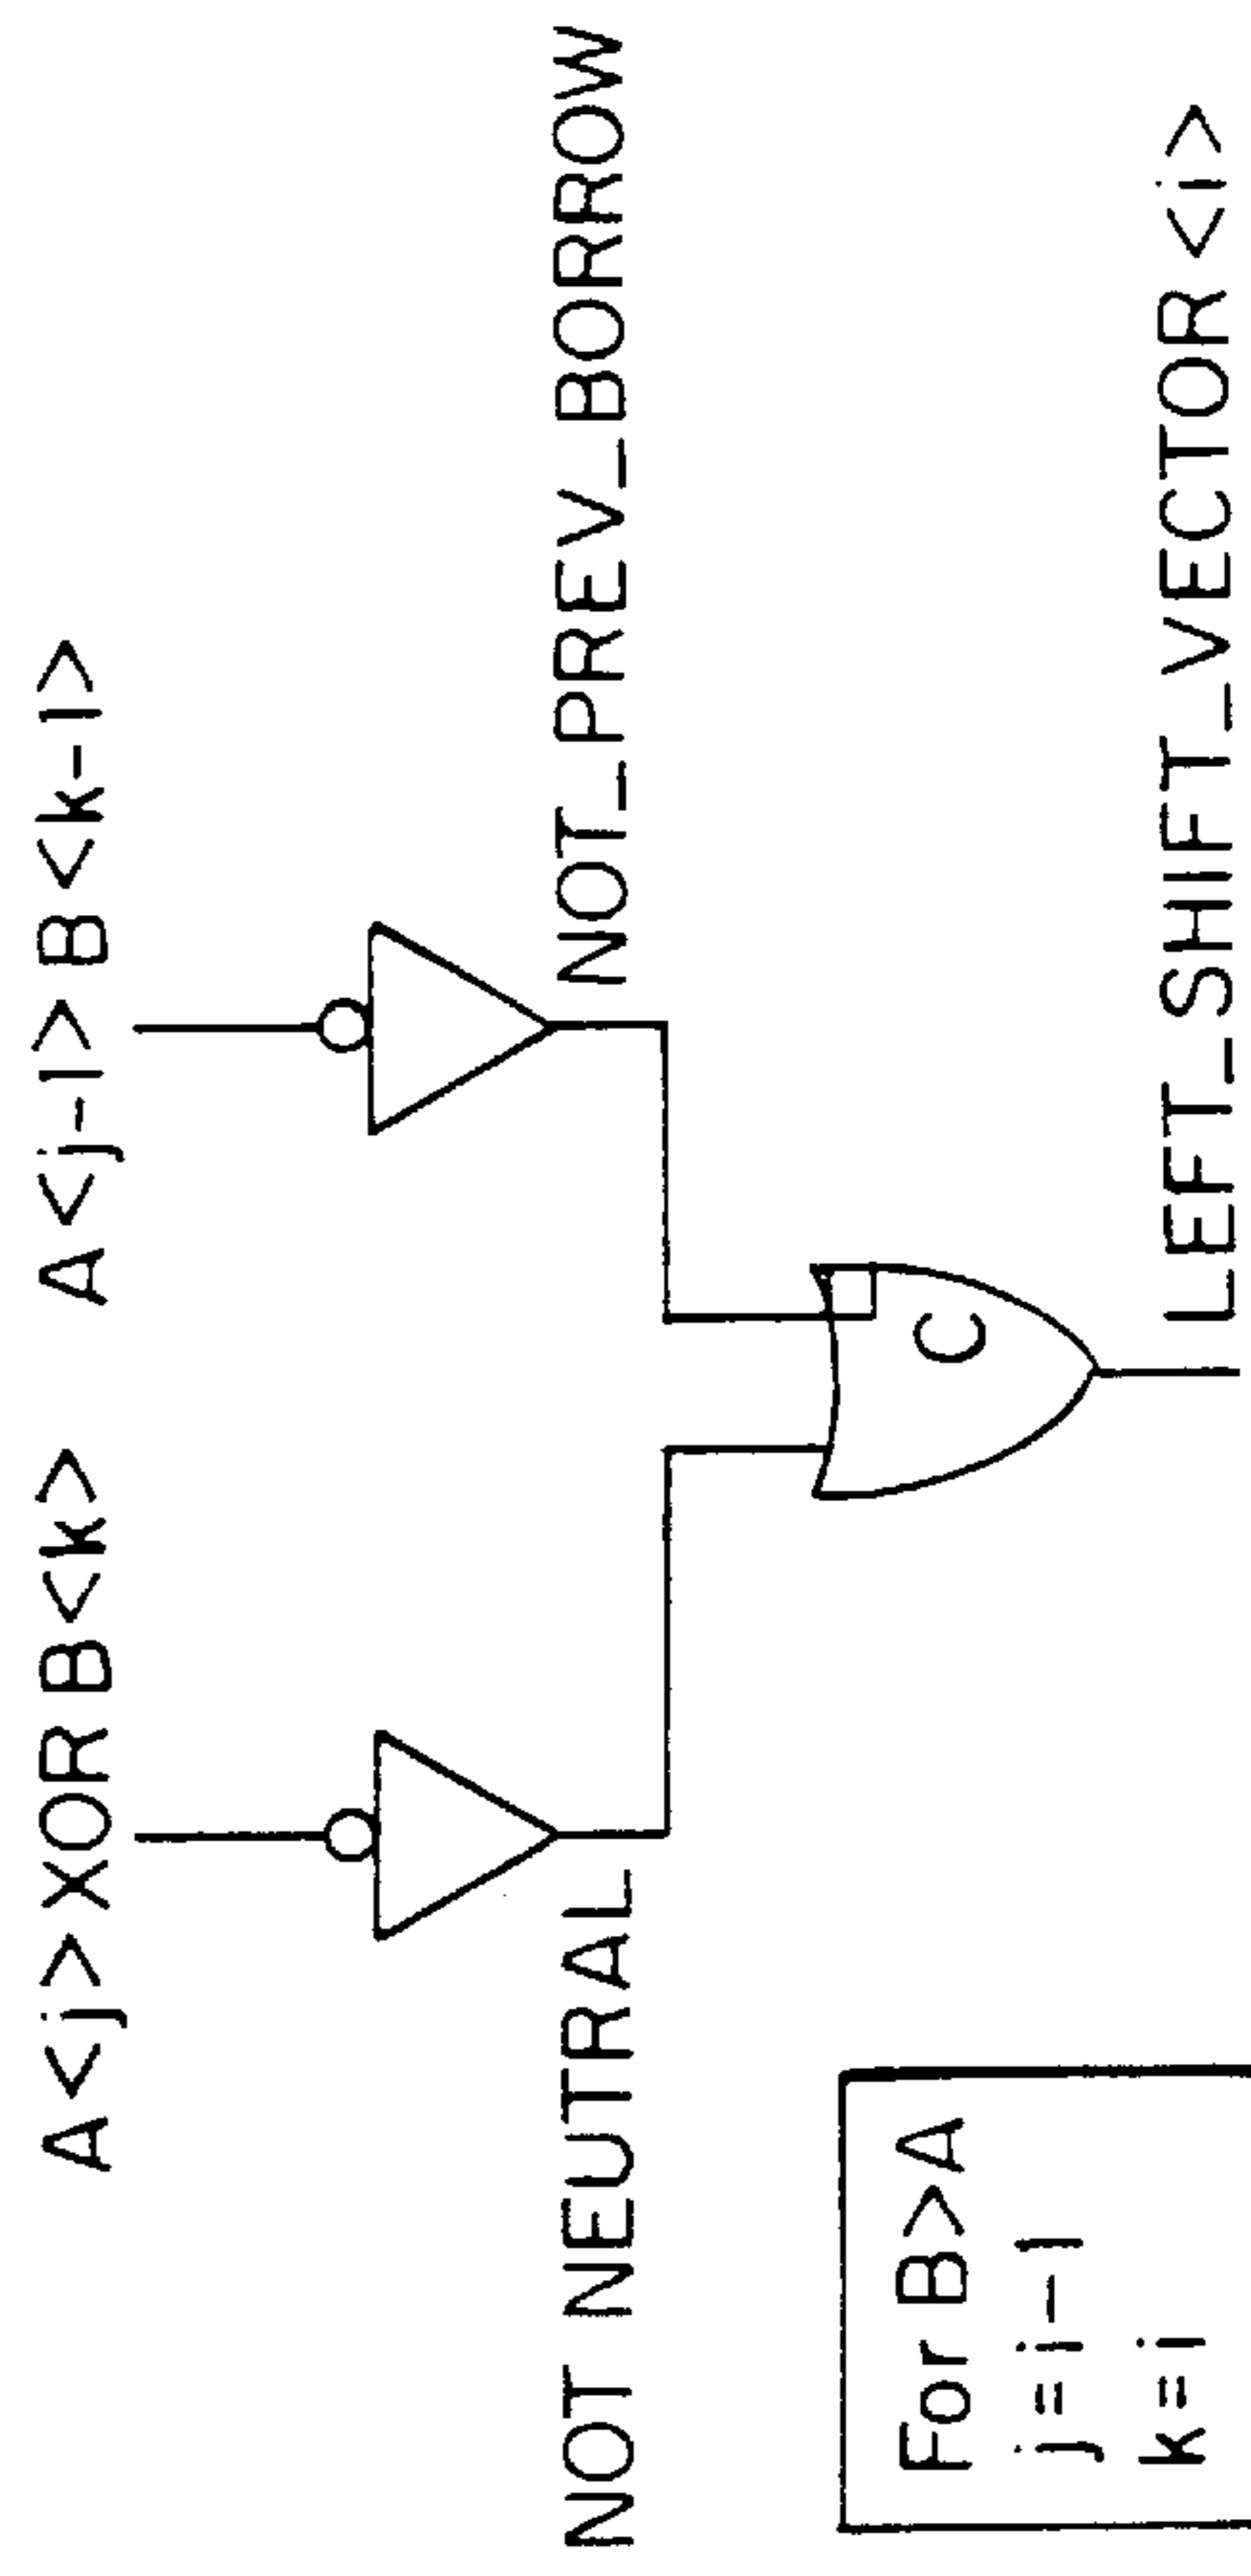 A<j> XOR B<k>
A<j-1> B<k-1>
NOT NEUTRAL
NOT_PREV_BORROW
C
LEFT_SHIFT_VECTOR <i>
For B>A
j=i-1
k=i